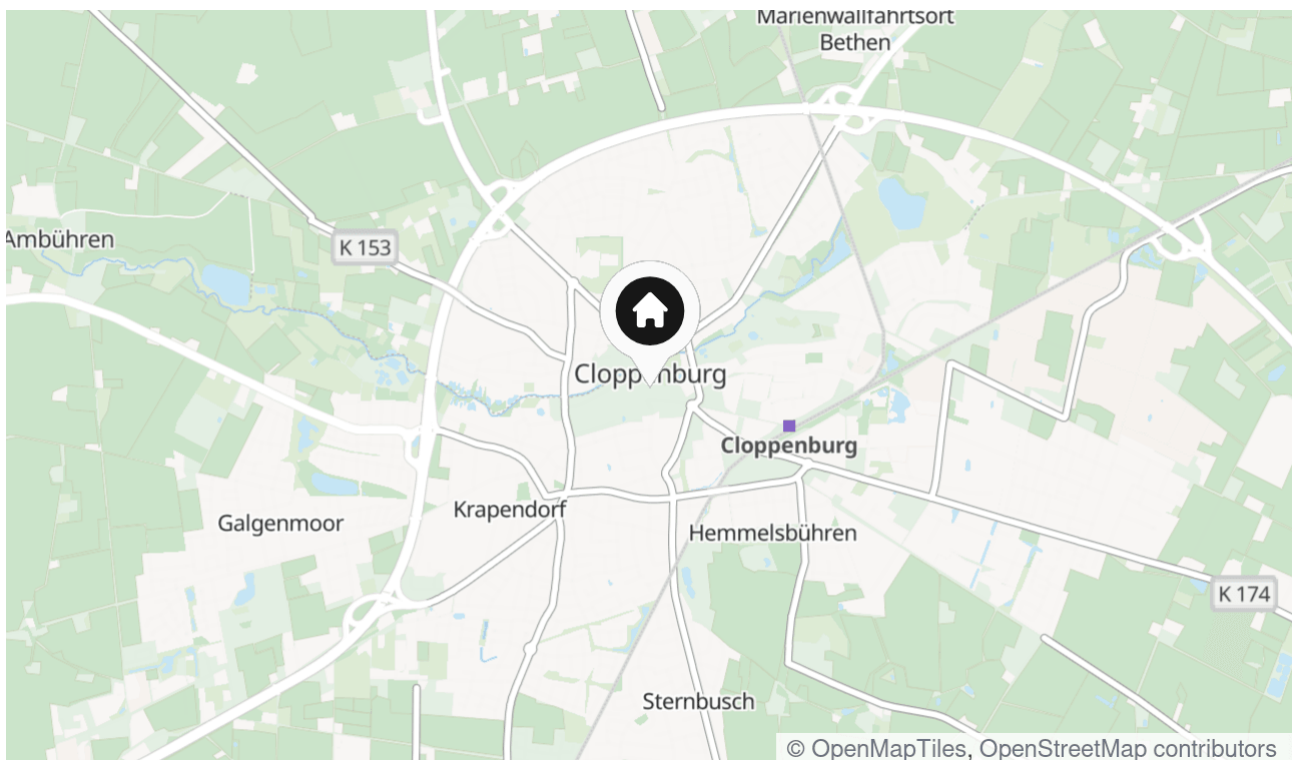 Marienwallfahrtsort
Bethen
Ambühren
K 153
Cloppenburg
Cloppenburg
Krapendorf
Galgenmoor
Hemmelsbühren
K 174
Sternbusch
© OpenMapTiles, OpenStreetMap contributors